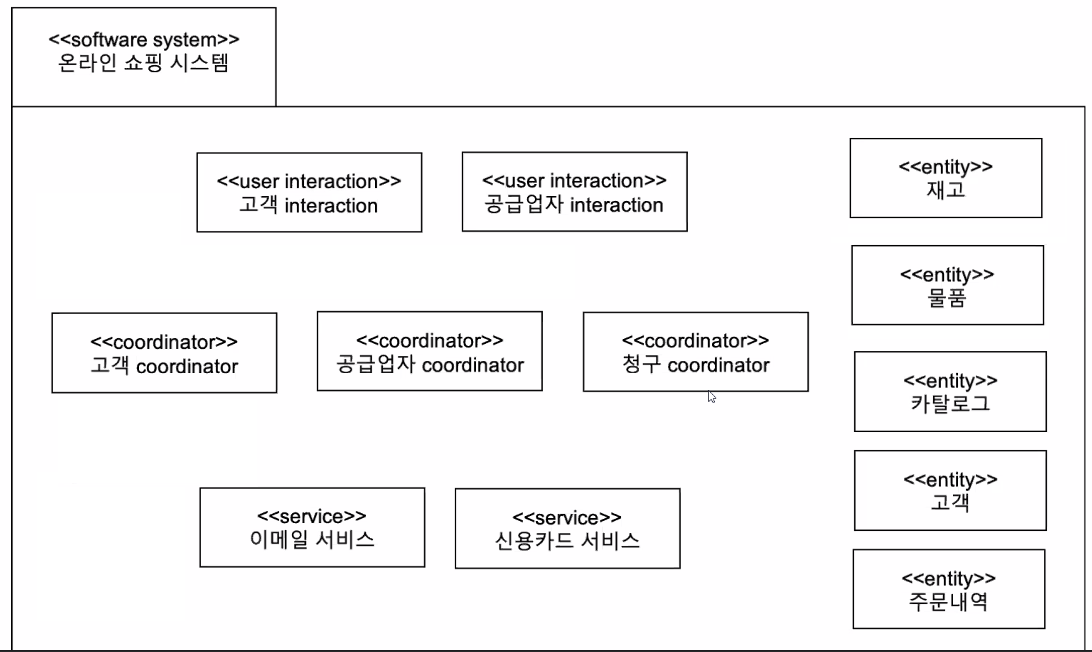 <<software system>>
온라인 쇼핑 시스템
<<user interaction>>
고객 interaction
<<user interaction>>
공급업자 interaction
<<coordinator>>
고객 coordinator
<<coordinator>>
공급업자 coordinator
<<coordinator>>
청구 coordinator
<<service>>
이메일 서비스
<<service>>
신용카드 서비스
<<entity>>
재고
<<entity>>
물품
<<entity>>
카탈로그
<<entity>>
고객
<<entity>>
주문내역